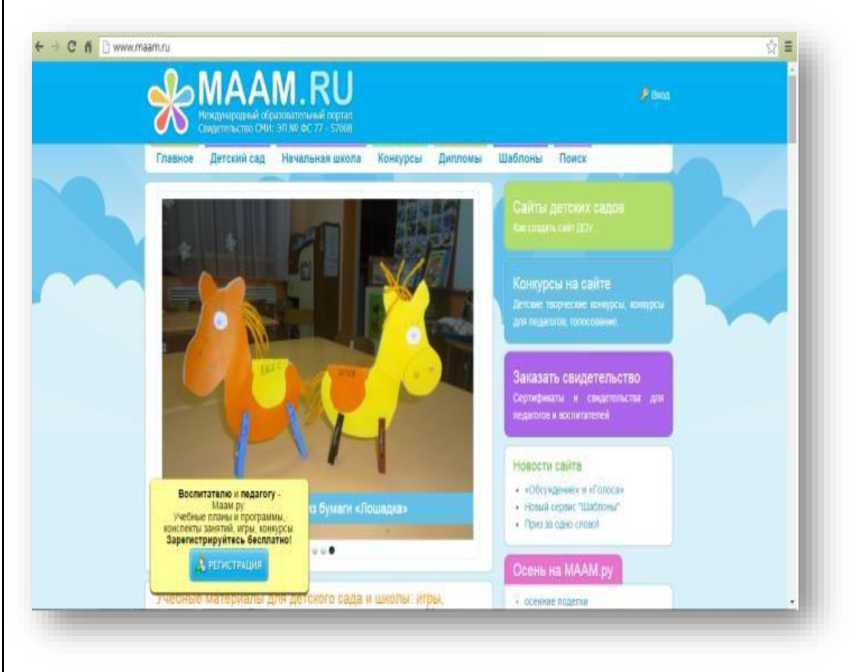 www.maam.ru
MAAM.RU
Международный образовательный портал
Свидетельство СМИ: ЭЛ № ФС 77 - 57008
Вход
Главное Детский сад Начальная школа Конкурсы Дипломы Шаблоны Поиск
из бумаги «Лошадка»
Воспитателю и педагогу -
Маам.ру:
Учебные планы и программы,
конспекты занятий, игры, конкурсы.
Зарегистрируйтесь бесплатно!
РЕГИСТРАЦИЯ
Учебные материалы для детского сада и школы: игры,
Сайты детских садов
Как создать сайт ДОУ
Конкурсы на сайте
Детские творческие конкурсы, конкурсы
для педагогов, голосование.
Заказать свидетельство
Сертификаты и свидетельства для
педагогов и воспитателей
Новости сайта
«Обсуждение» и «Голоса»
Новый сервис "Шаблоны"
Приз за одно слово!
Осень на МААМ.ру
осенние поделки